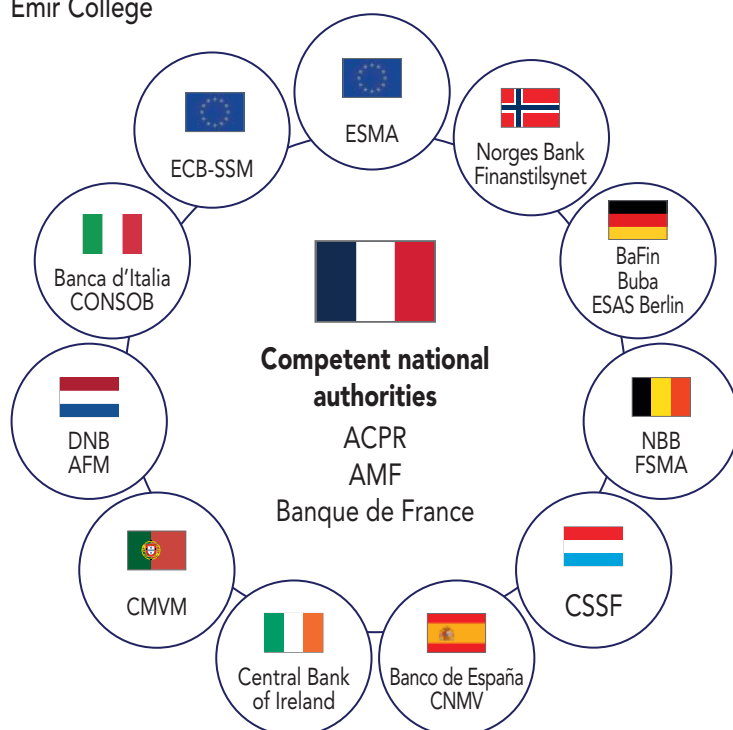 Emir College
ESMA
ECB-SSM
Norges Bank
Finanstilsynet
Banca d'Italia
CONSOB
BaFin
Buba
ESAS Berlin
Competent national
authorities
ACPR
AMF
Banque de France
DNB
AFM
NBB
FSMA
CMVM
CSSF
Central Bank
of Ireland
Banco de España
CNMV